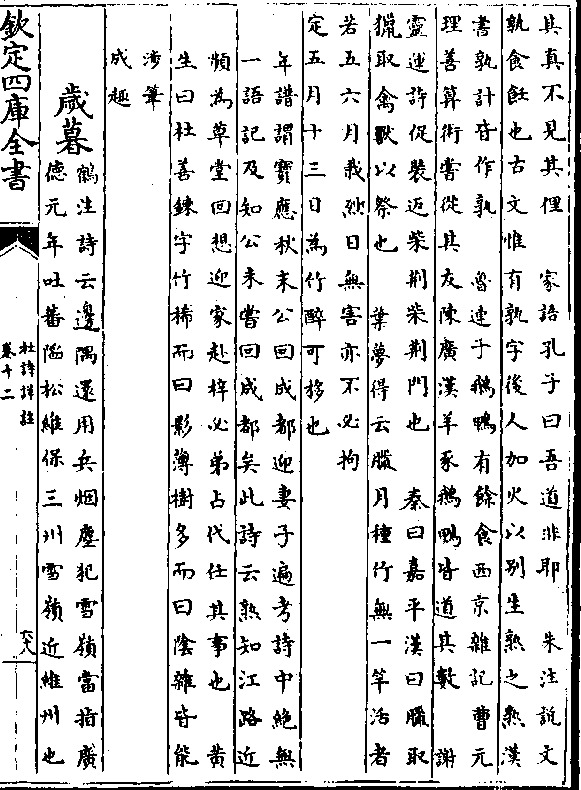 其真不見其俚　家語孔子曰吾道非耶　朱注說文
孰食飪也古文惟有孰字後人加火以别生熟之熟漢
書孰計皆作孰　魯連子鵝鴨有餘食西京雜記曹元
理善算術嘗從其友陳廣漢羊豕鵝鴨皆道其數　謝
靈運詩促裝返柴荆柴荆門也　秦曰嘉平漢曰臘取
獵取禽獸以祭也　葉夢得云臘月種竹無一竿活者
若五六月栽烈日無害亦不必拘
定五月十三日為竹醉可移也
年譜謂寶應秋末公回成都迎妻子遍考詩中絶無
一語記及知公未嘗回成都矣此詩云熟知江路近
頻為草堂回想迎家赴梓必弟占代任其事也　黄
生曰杜善鍊字竹稀而曰影薄樹多而曰陰雜皆能
涉筆
成趣
歲暮
鶴注詩云邊隅還用兵烟塵犯雪嶺當指廣
德元年吐蕃陷松維保三州雪嶺近維州也
欽定四庫全書
杜詩詳註
卷十二
六八